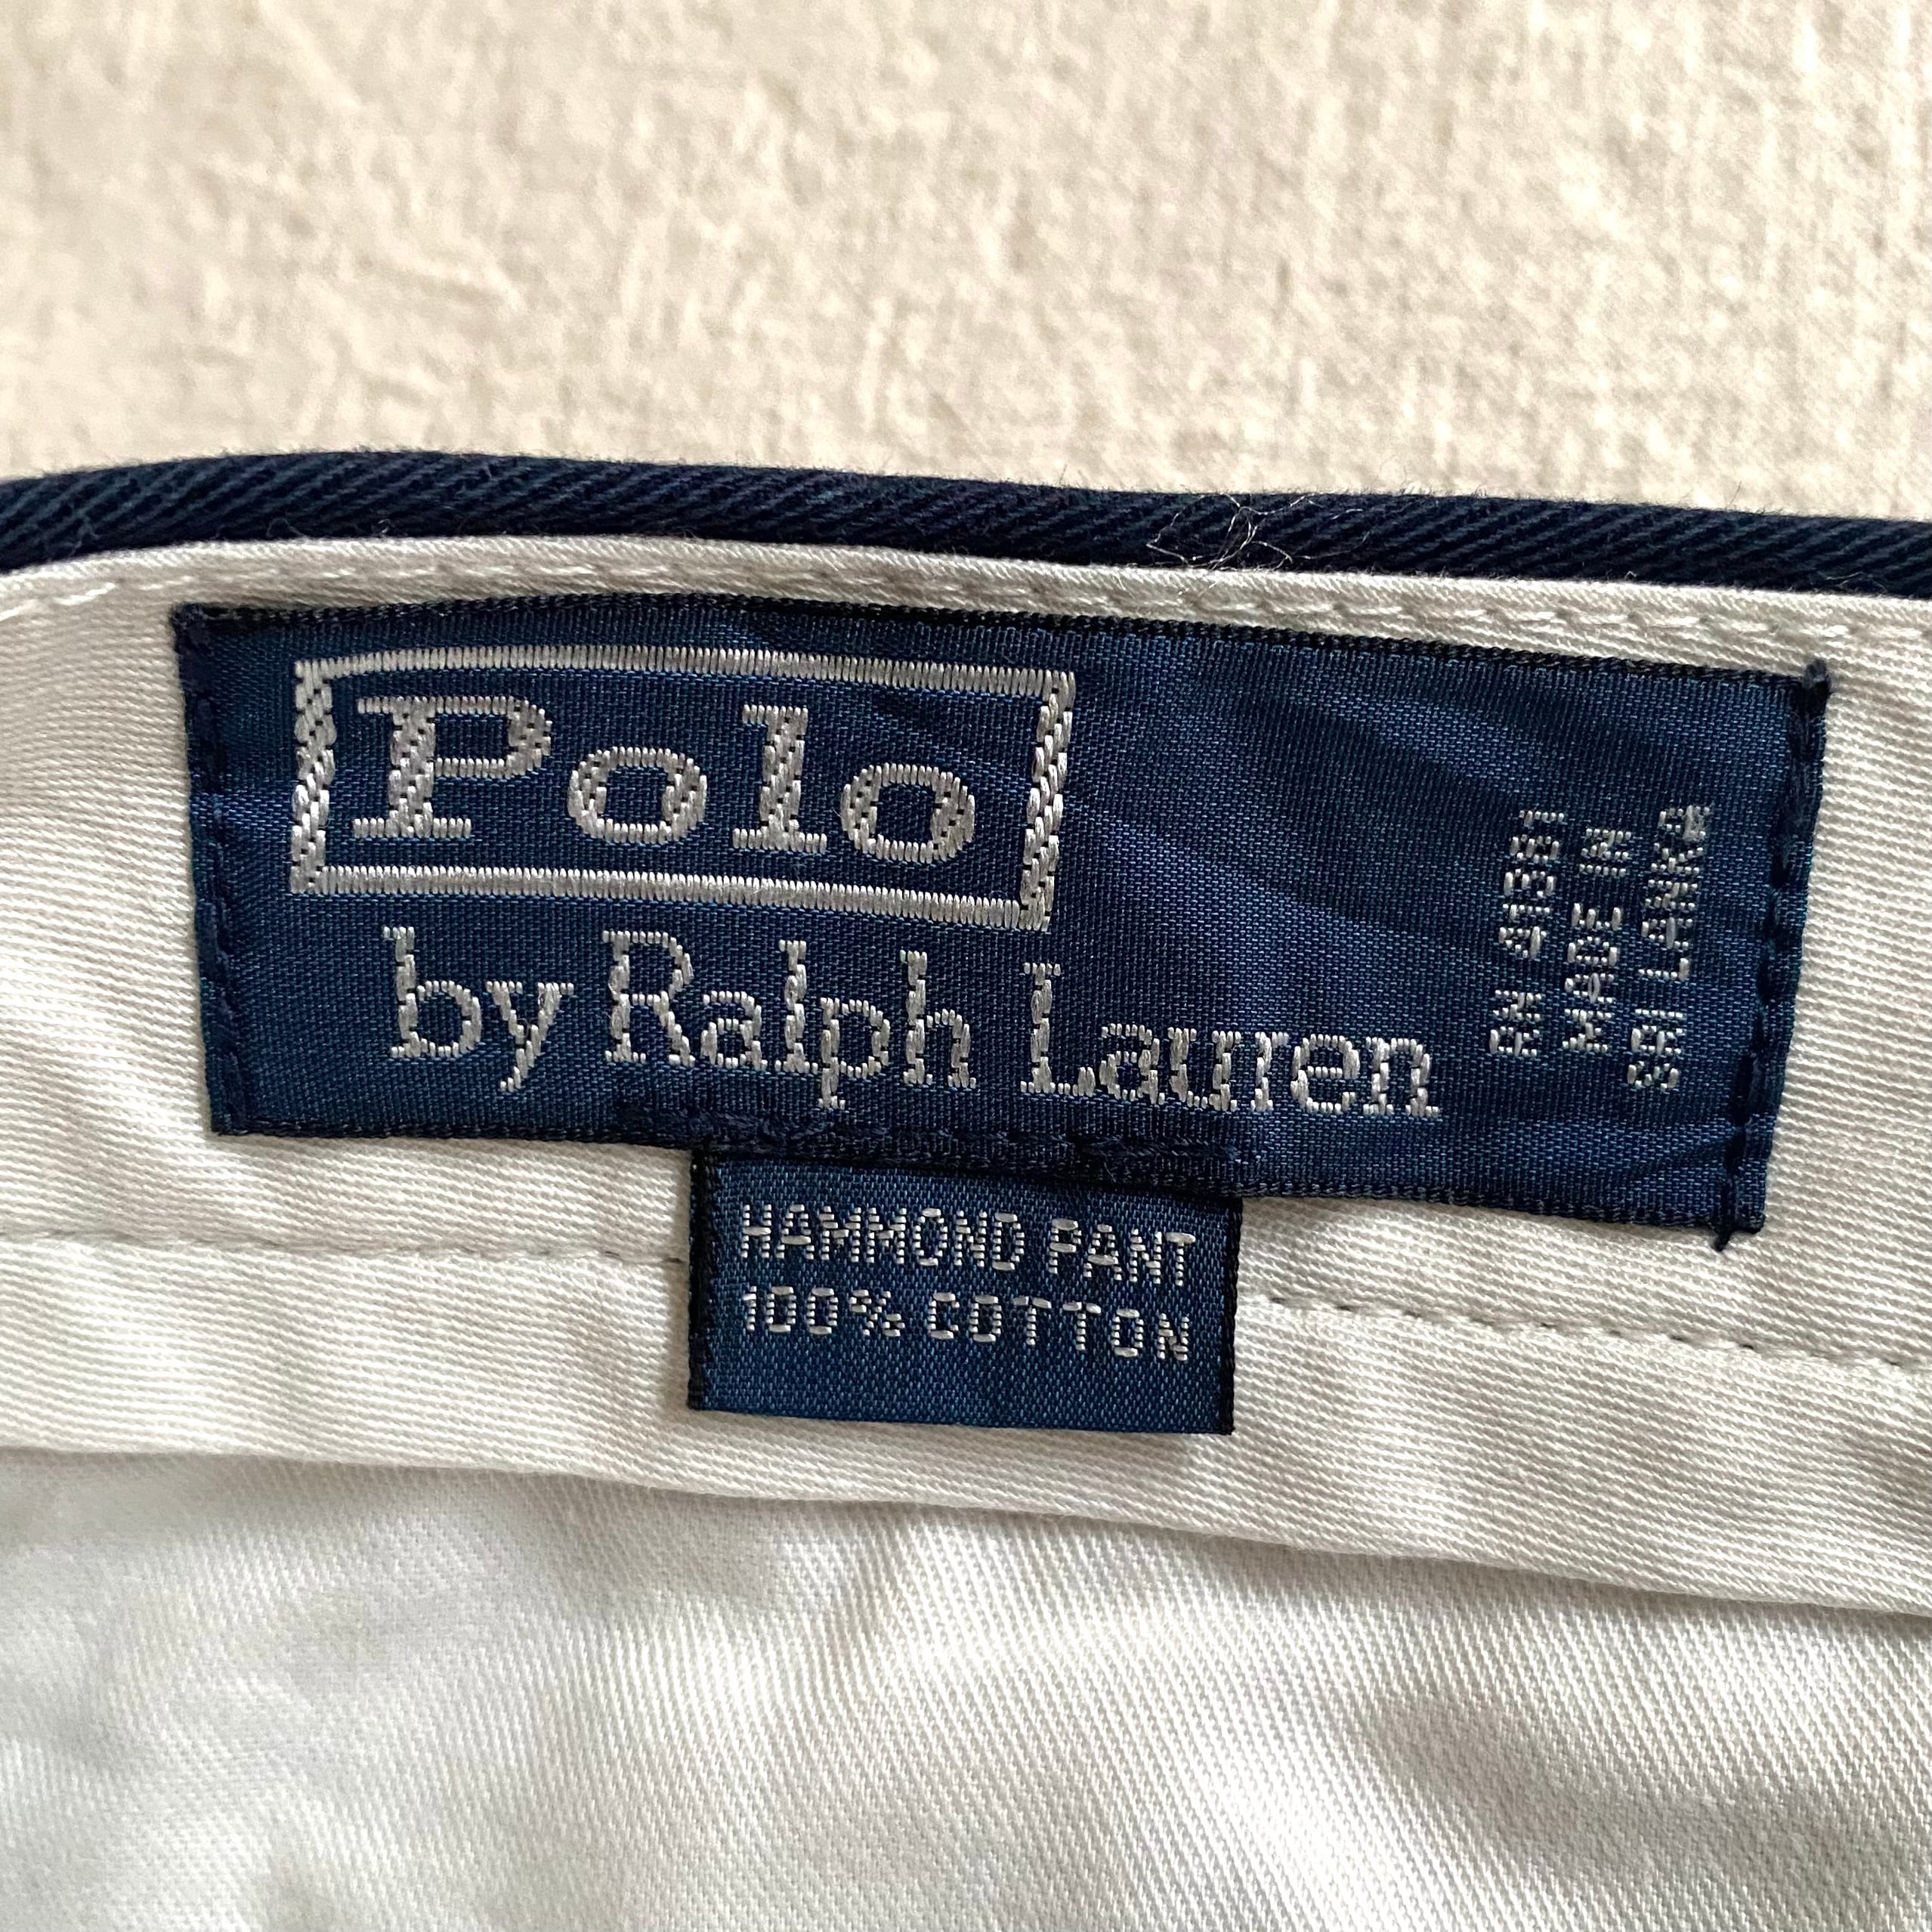 Polo
by Ralph Lauren
RN 41381
MADE IN
SRI LANKA
HAMMOND PANT
100% COTTON